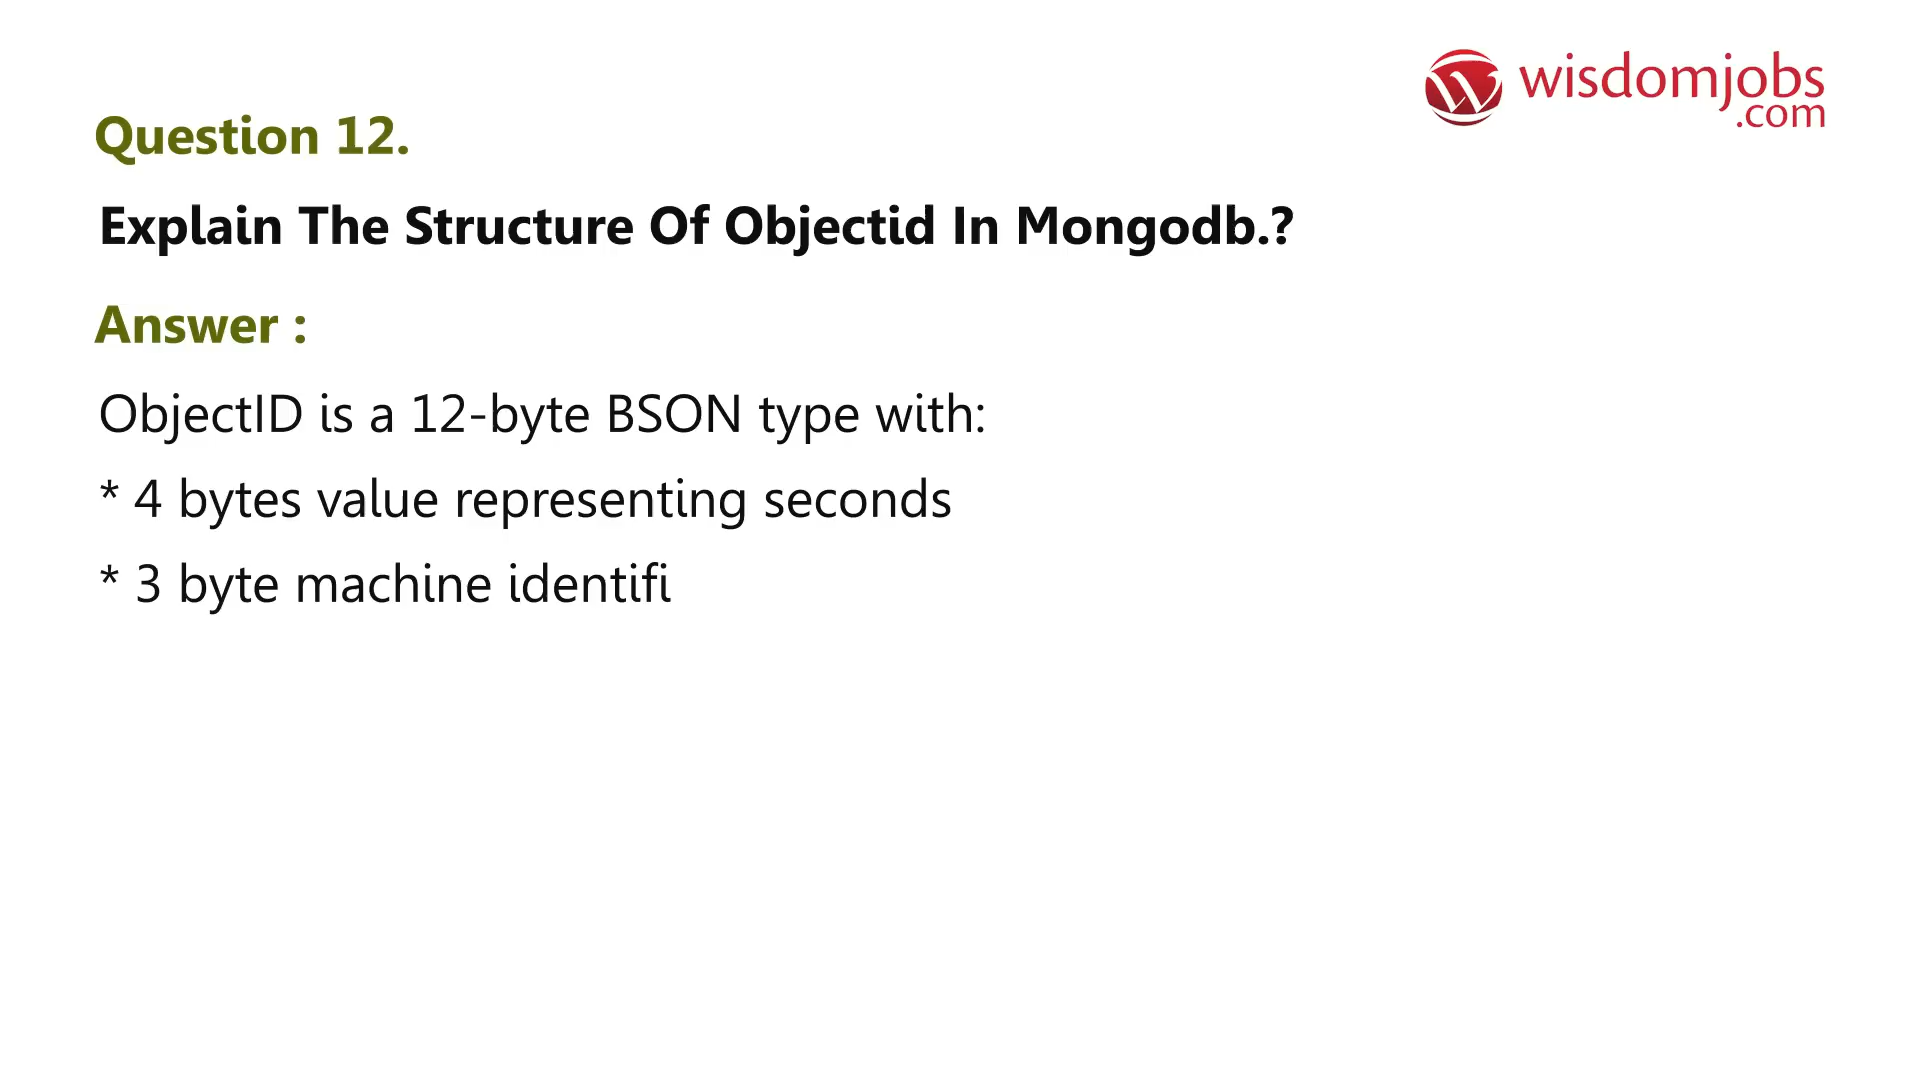 wisdomjobs
.com
Question 12.
Explain The Structure Of Objectid In Mongodb.?
Answer :
ObjectID is a 12-byte BSON type with:
* 4 bytes value representing seconds
* 3 byte machine identifi